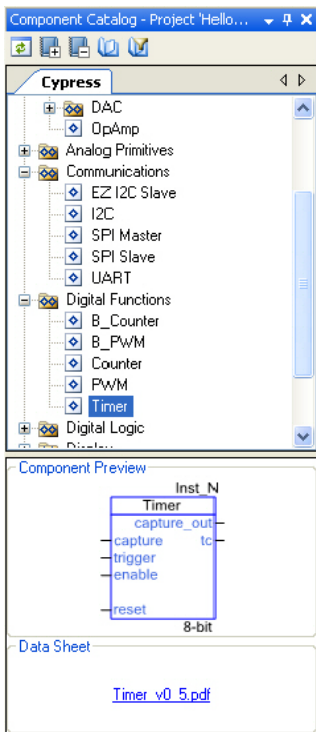 Component Catalog - Project 'Hello...
Cypress
DAC
OpAmp
Analog Primitives
Communications
EZ I2C Slave
I2C
SPI Master
SPI Slave
UART
Digital Functions
B_Counter
B_PWM
Counter
PWM
Timer
Digital Logic
Display
Component Preview
Inst_N
Timer
capture_out
capture tc
trigger
enable
reset
8-bit
Data Sheet
Timer_v0_5.pdf